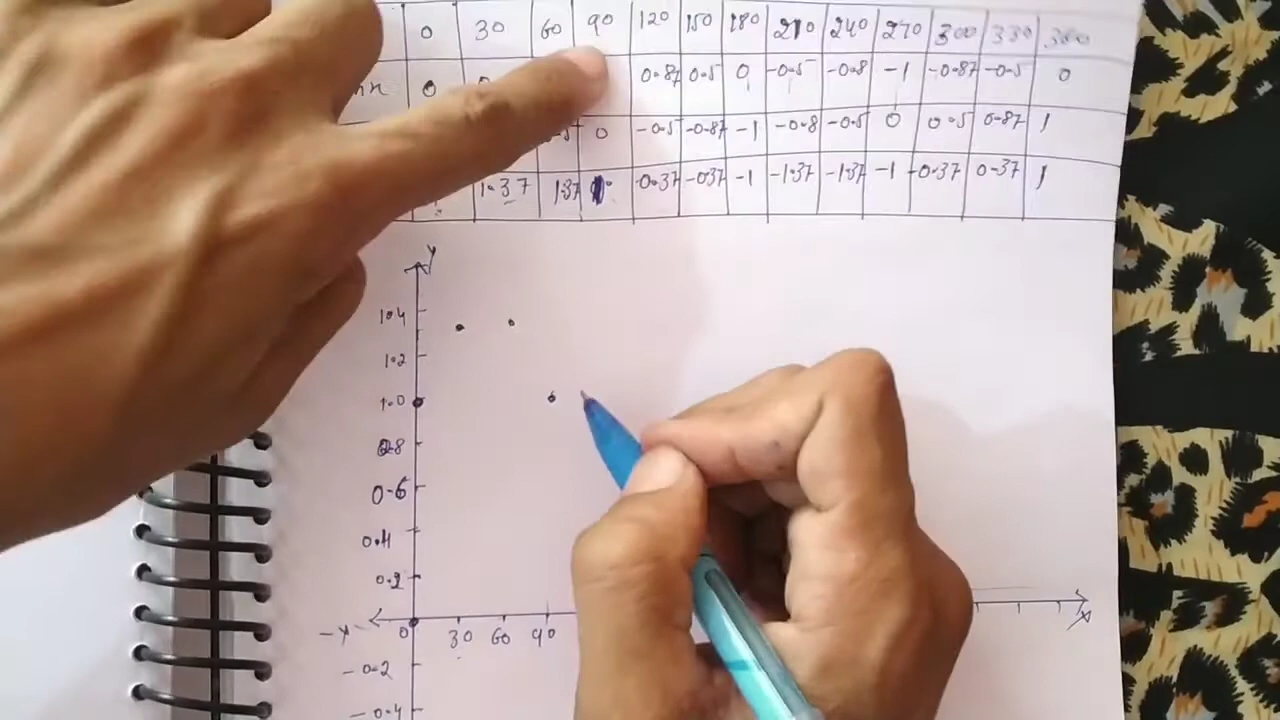 0 30 60 90 120 150 180 210 240 270 300 330 360
0 0.87 0.5 0 -0.5 -0.8 -1 -0.87 -0.5 0
0 -0.5 -0.87 -1 -0.8 -0.5 0 0.5 0.87 1
1.37 1.37 -0.37 -0.37 -1 -1.37 -1.37 -1 -0.37 0.37 1
y
1.4
1.2
1.0
0.8
0.6
0.4
0.2
-x 0 30 60 90 x
-0.2
-0.4